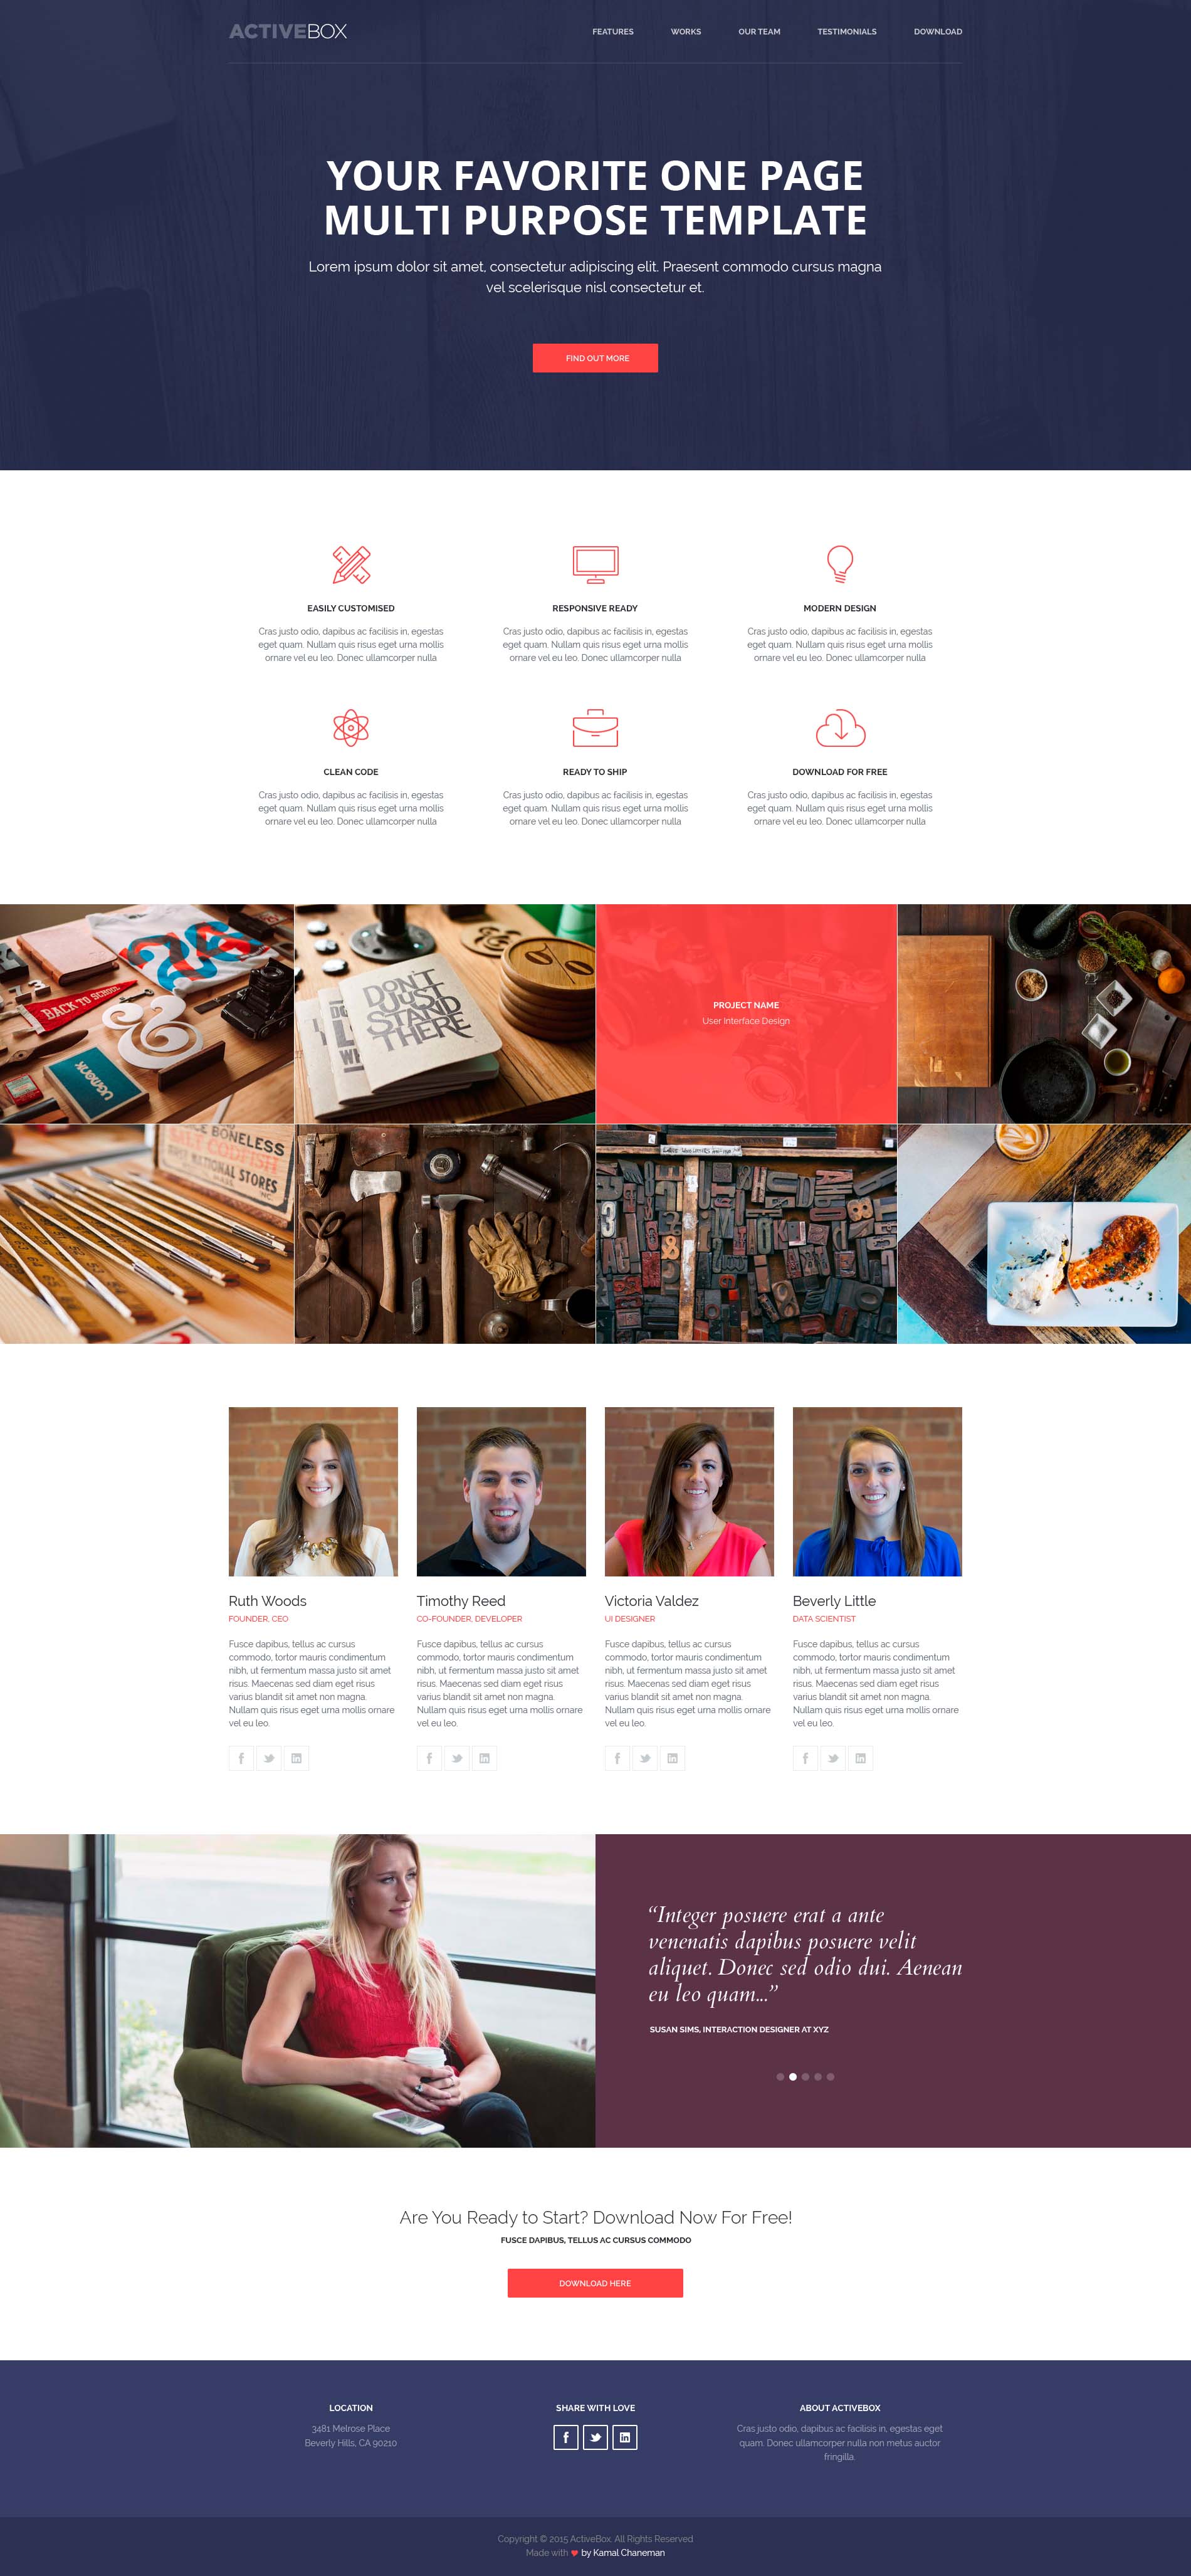 ACTIVEBOX
FEATURES WORKS OUR TEAM TESTIMONIALS DOWNLOAD
YOUR FAVORITE ONE PAGE
MULTI PURPOSE TEMPLATE
Lorem ipsum dolor sit amet, consectetur adipiscing elit. Praesent commodo cursus magna
vel scelerisque nisl consectetur et.
FIND OUT MORE
EASILY CUSTOMISED
Cras justo odio, dapibus ac facilisis in, egestas
eget quam. Nullam quis risus eget urna mollis
ornare vel eu leo. Donec ullamcorper nulla
RESPONSIVE READY
Cras justo odio, dapibus ac facilisis in, egestas
eget quam. Nullam quis risus eget urna mollis
ornare vel eu leo. Donec ullamcorper nulla
MODERN DESIGN
Cras justo odio, dapibus ac facilisis in, egestas
eget quam. Nullam quis risus eget urna mollis
ornare vel eu leo. Donec ullamcorper nulla
CLEAN CODE
Cras justo odio, dapibus ac facilisis in, egestas
eget quam. Nullam quis risus eget urna mollis
ornare vel eu leo. Donec ullamcorper nulla
READY TO SHIP
Cras justo odio, dapibus ac facilisis in, egestas
eget quam. Nullam quis risus eget urna mollis
ornare vel eu leo. Donec ullamcorper nulla
DOWNLOAD FOR FREE
Cras justo odio, dapibus ac facilisis in, egestas
eget quam. Nullam quis risus eget urna mollis
ornare vel eu leo. Donec ullamcorper nulla
BACK TO SCHOOL
&
UGMONK
DON'T
JUST
STAND
THERE
PROJECT NAME
User Interface Design
BONELESS
STORES
Ruth Woods
FOUNDER, CEO
Fusce dapibus, tellus ac cursus
commodo, tortor mauris condimentum
nibh, ut fermentum massa justo sit amet
risus. Maecenas sed diam eget risus
varius blandit sit amet non magna.
Nullam quis risus eget urna mollis ornare
vel eu leo.
Timothy Reed
CO-FOUNDER, DEVELOPER
Fusce dapibus, tellus ac cursus
commodo, tortor mauris condimentum
nibh, ut fermentum massa justo sit amet
risus. Maecenas sed diam eget risus
varius blandit sit amet non magna.
Nullam quis risus eget urna mollis ornare
vel eu leo.
Victoria Valdez
UI DESIGNER
Fusce dapibus, tellus ac cursus
commodo, tortor mauris condimentum
nibh, ut fermentum massa justo sit amet
risus. Maecenas sed diam eget risus
varius blandit sit amet non magna.
Nullam quis risus eget urna mollis ornare
vel eu leo.
Beverly Little
DATA SCIENTIST
Fusce dapibus, tellus ac cursus
commodo, tortor mauris condimentum
nibh, ut fermentum massa justo sit amet
risus. Maecenas sed diam eget risus
varius blandit sit amet non magna.
Nullam quis risus eget urna mollis ornare
vel eu leo.
“Integer posuere erat a ante
venenatis dapibus posuere velit
aliquet. Donec sed odio dui. Aenean
eu leo quam...”
SUSAN SIMS, INTERACTION DESIGNER AT XYZ
Are You Ready to Start? Download Now For Free!
FUSCE DAPIBUS, TELLUS AC CURSUS COMMODO
DOWNLOAD HERE
LOCATION
3481 Melrose Place
Beverly Hills, CA 90210
SHARE WITH LOVE
ABOUT ACTIVEBOX
Cras justo odio, dapibus ac facilisis in, egestas eget
quam. Donec ullamcorper nulla non metus auctor
fringilla.
Copyright © 2015 ActiveBox. All Rights Reserved
Made with ♥ by Kamal Chaneman